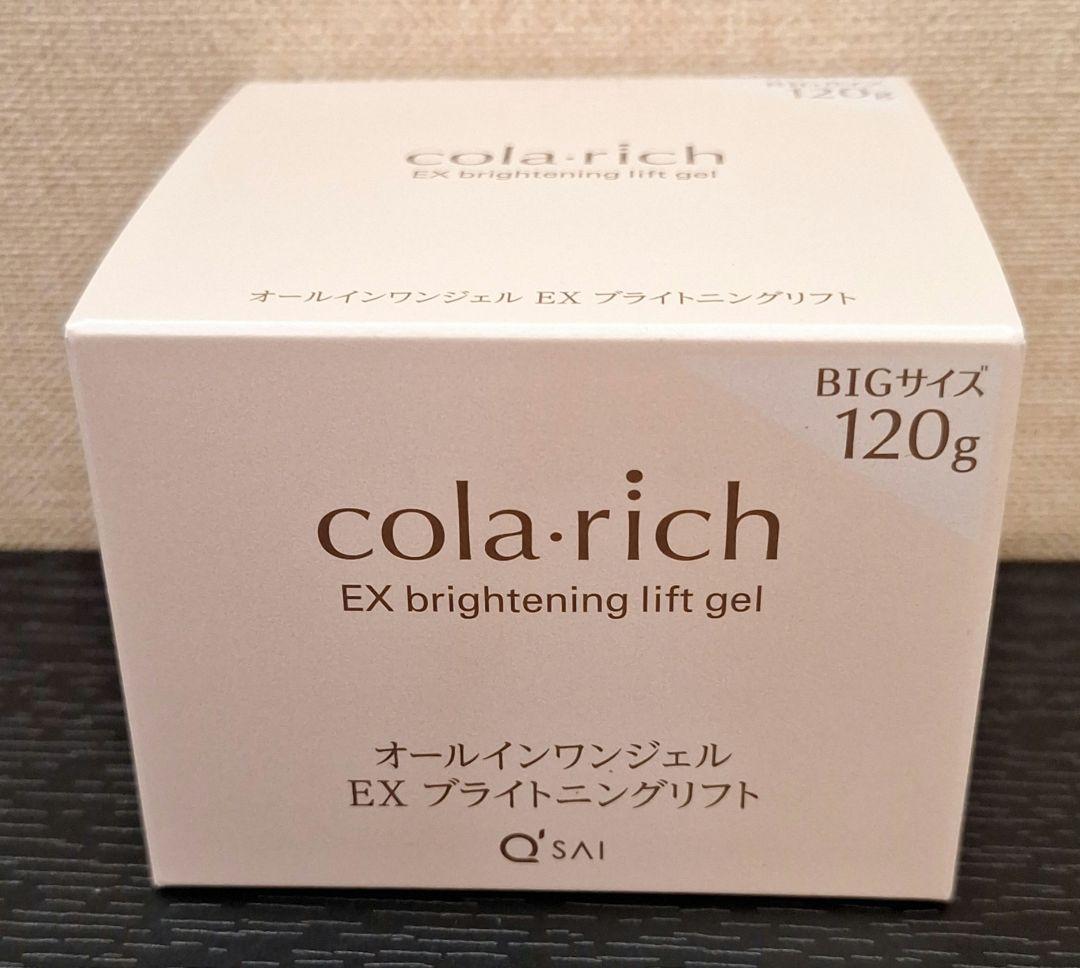 120g
cola・rich
EX brightening lift gel
オールインワンジェル EX ブライトニングリフト
BIGサイズ
120g
cola・rich
EX brightening lift gel
オールインワンジェル
EX ブライトニングリフト
Q'SAI